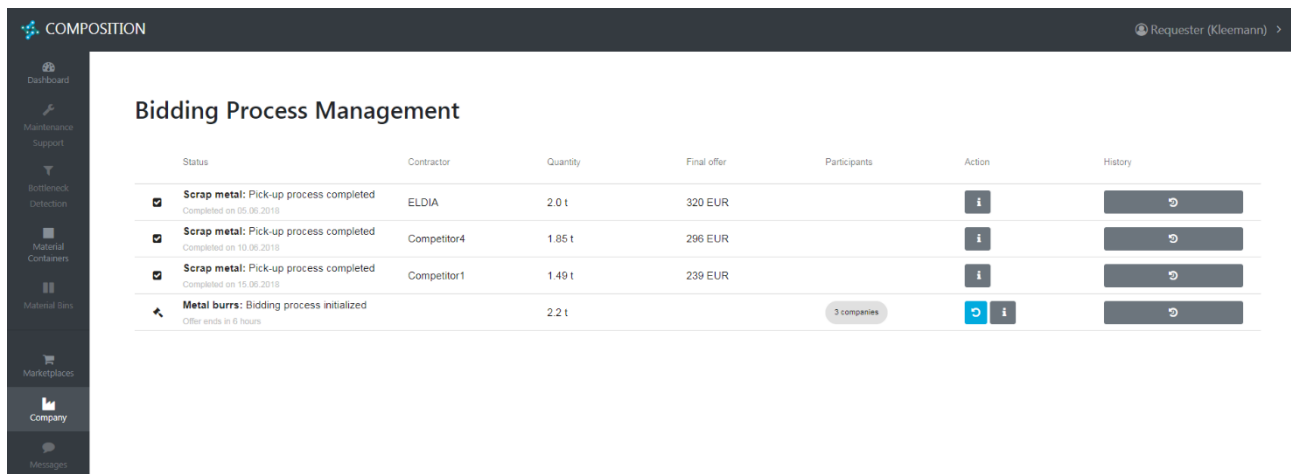 COMPOSITION
Requester (Kleemann)
Dashboard
Maintenance
Support
Bottleneck
Detection
Material
Containers
Material Bins
Marketplaces
Company
Messages
Bidding Process Management
Status Contractor Quantity Final offer Participants Action History
Scrap metal: Pick-up process completed ELDIA 2.0 t 320 EUR
Completed on 05.06.2018
Scrap metal: Pick-up process completed Competitor4 1.85 t 296 EUR
Completed on 10.06.2018
Scrap metal: Pick-up process completed Competitor1 1.49 t 239 EUR
Completed on 15.06.2018
Metal burrs: Bidding process initialized 2.2 t 3 companies
Offer ends in 6 hours